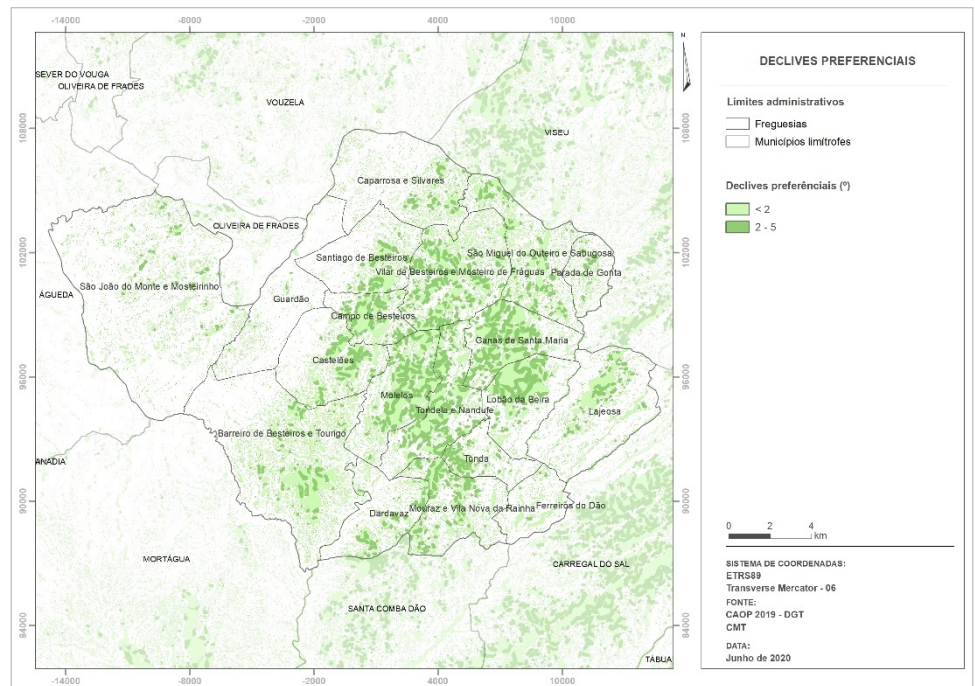 -14000 -8000 -2000 4000 10000
SEVER DO VOUGA
OLIVEIRA DE FRADES
VOUZELA
108000
VISEU
108000
Caparrosa e Silvares
OLIVEIRA DE FRADES
102000
São Miguel do Outeiro e Sabugosa
102000
Santiago de Besteiros
Vilar de Besteiros e Mosteiro de Fráguas
Parada de Gonta
São João do Monte e Mosteirinho
ÁGUEDA
Guardão
Campo de Besteiros
Canas de Santa Maria
Castelões
96000
96000
Molelos
Lobão da Beira
Tondela e Nandufe
Lajeosa
Barreiro de Besteiros e Tourigo
ANADIA
Tonda
90000
90000
Dardavaz
Mouraz e Vila Nova da Rainha
Ferreirós do Dão
MORTÁGUA
CARREGAL DO SAL
SANTA COMBA DÃO
84000
84000
TÁBUA
-14000 -8000 -2000 4000 10000
N
DECLIVES PREFERENCIAIS
Limites administrativos
Freguesias
Municípios limítrofes
Declives preferênciais (º)
< 2
2 - 5
0 2 4
km
SISTEMA DE COORDENADAS:
ETRS89
Transverse Mercator - 06
FONTE:
CAOP 2019 - DGT
CMT
DATA:
Junho de 2020